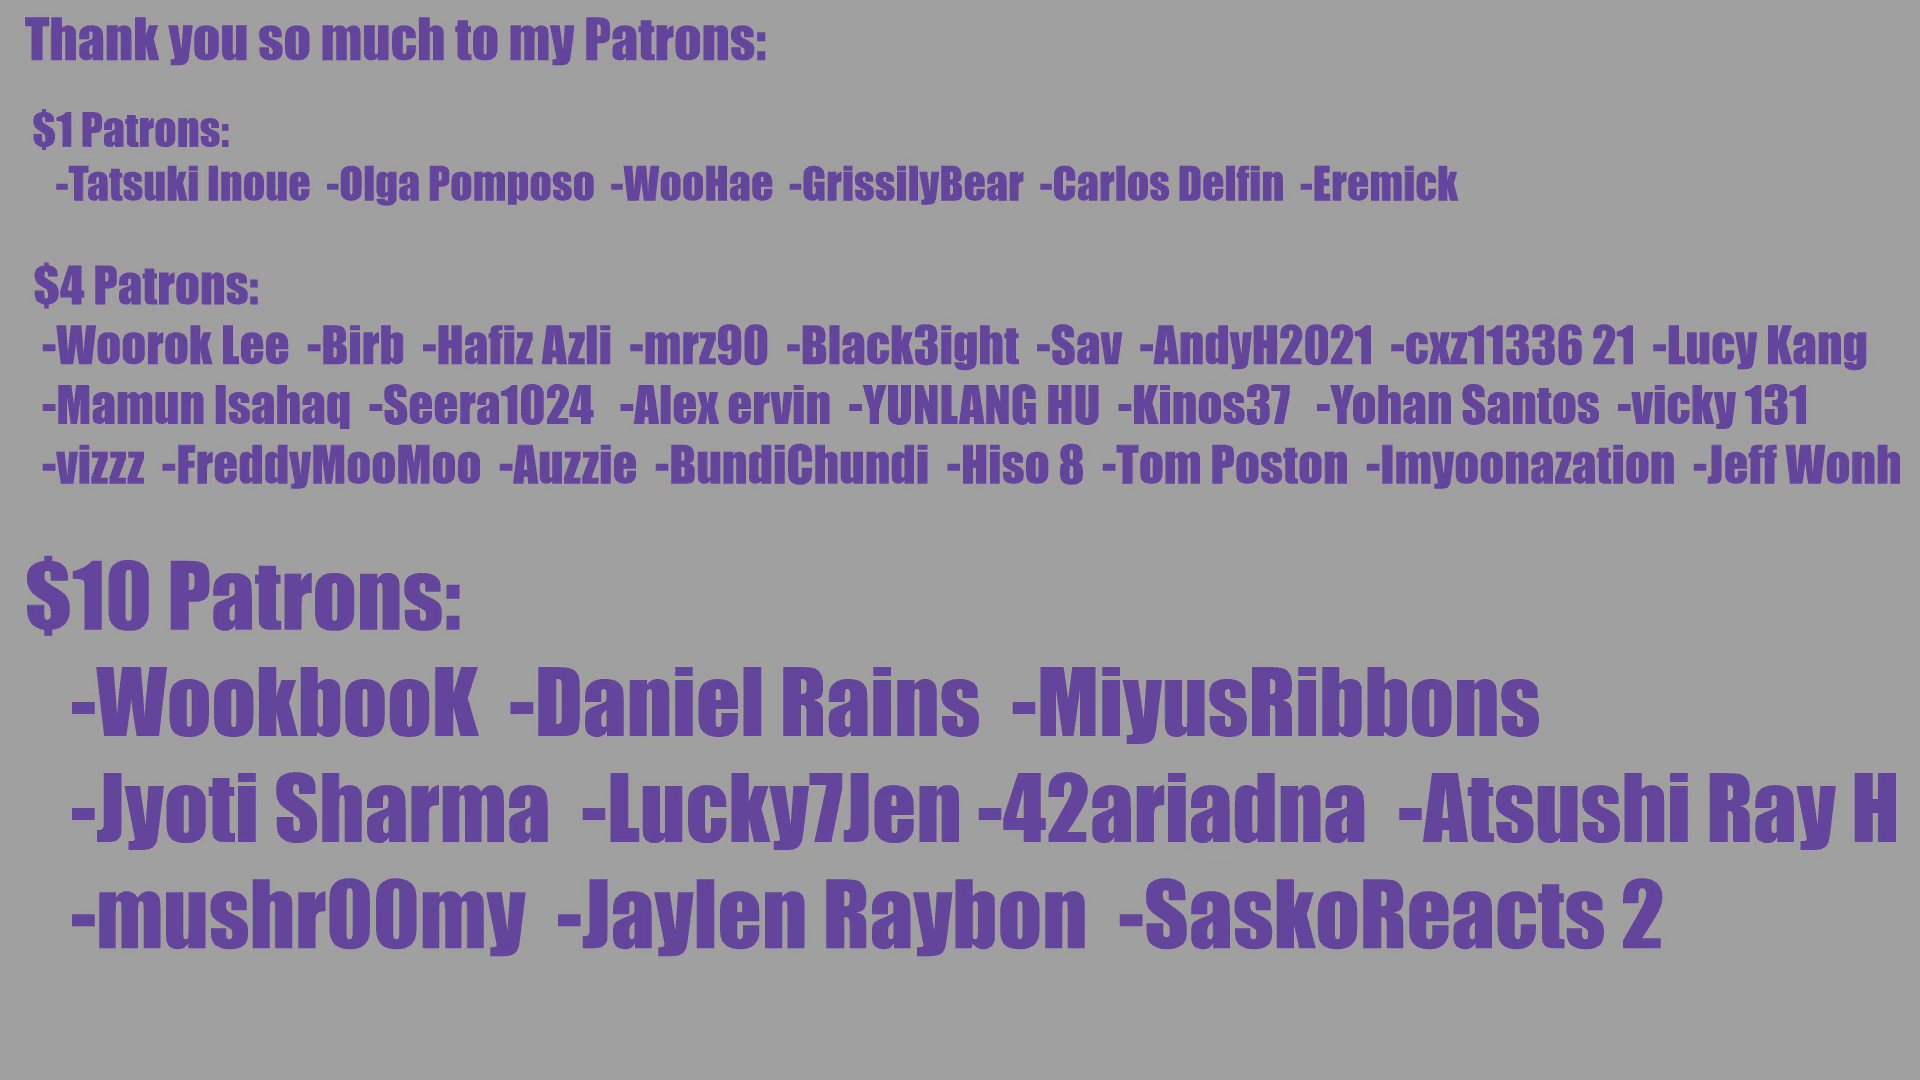 Thank you so much to my Patrons:
$1 Patrons:
-Tatsuki Inoue -Olga Pomposo -WooHae -GrissilyBear -Carlos Delfin -Eremick
$4 Patrons:
-Woorok Lee -Birb -Hafiz Azli -mrz90 -Black3ight -Sav -AndyH2021 -cxz11336 21 -Lucy Kang
-Mamun Isahaq -Seera1024 -Alex ervin -YUNLANG HU -Kinos37 -Yohan Santos -vicky 131
-vizzz -FreddyMooMoo -Auzzie -BundiChundi -Hiso 8 -Tom Poston -Imyoonazation -Jeff Wonh
$10 Patrons:
-WookbooK -Daniel Rains -MiyusRibbons
-Jyoti Sharma -Lucky7Jen -42ariadna -Atsushi Ray H
-mushr00my -Jaylen Raybon -SaskoReacts 2